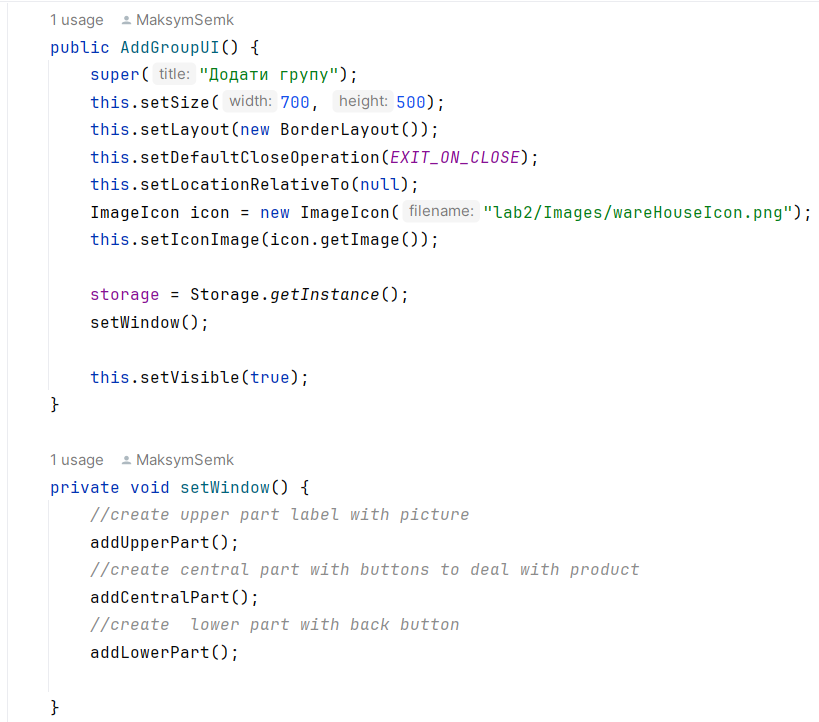 1 usage MaksymSemk
public AddGroupUI() {
super( title: "Додати групу");
this.setSize( width: 700, height: 500);
this.setLayout(new BorderLayout());
this.setDefaultCloseOperation(EXIT_ON_CLOSE);
this.setLocationRelativeTo(null);
ImageIcon icon = new ImageIcon( filename: "lab2/Images/wareHouseIcon.png");
this.setIconImage(icon.getImage());
storage = Storage.getInstance();
setWindow();
this.setVisible(true);
}
1 usage MaksymSemk
private void setWindow() {
//create upper part label with picture
addUpperPart();
//create central part with buttons to deal with product
addCentralPart();
//create  lower part with back button
addLowerPart();
}